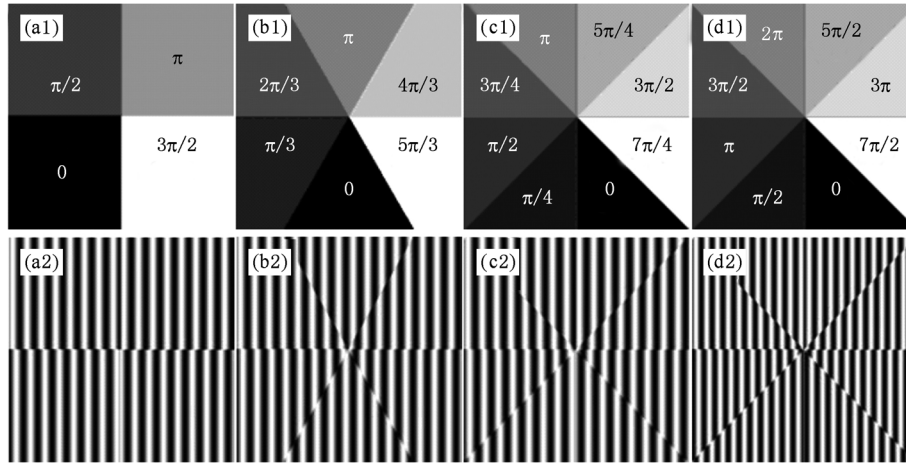 (a1)
π
π/2
3π/2
0
(b1)
π
2π/3
4π/3
π/3
5π/3
0
(c1)
π
5π/4
3π/4
3π/2
π/2
7π/4
π/4
0
(d1)
2π
5π/2
3π/2
3π
π
7π/2
π/2
0
(a2)
(b2)
(c2)
(d2)